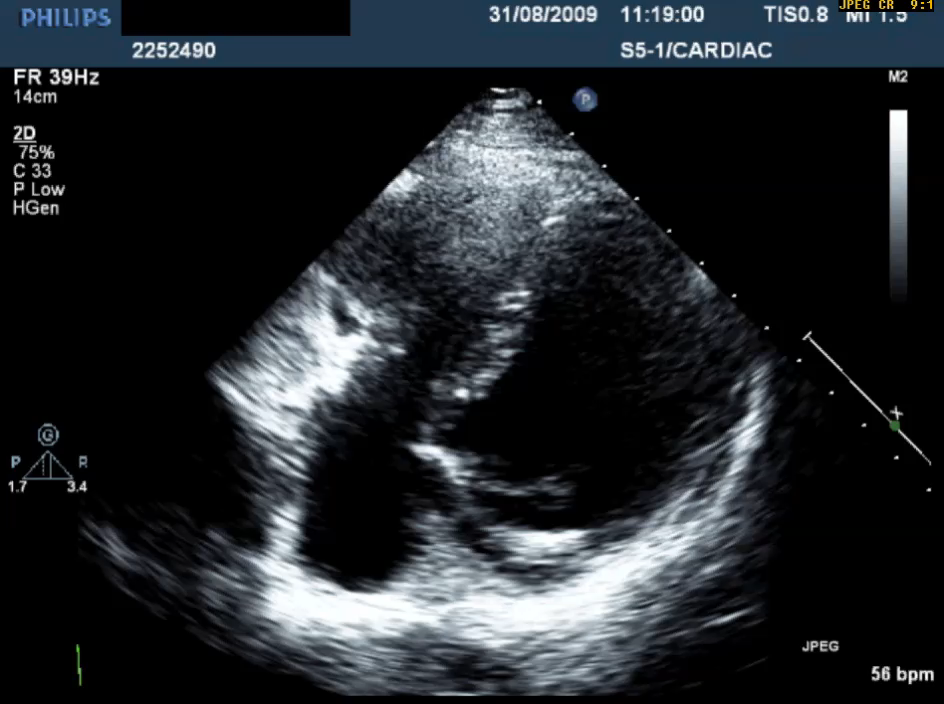 PHILIPS
31/08/2009 11:19:00
TIS0.8 MI 1.5
JPEG CR 9:1
2252490
S5-1/CARDIAC
FR 39Hz
14cm
M2
2D
75%
C 33
P Low
HGen
P
G
P R
1.7 3.4
JPEG
56 bpm